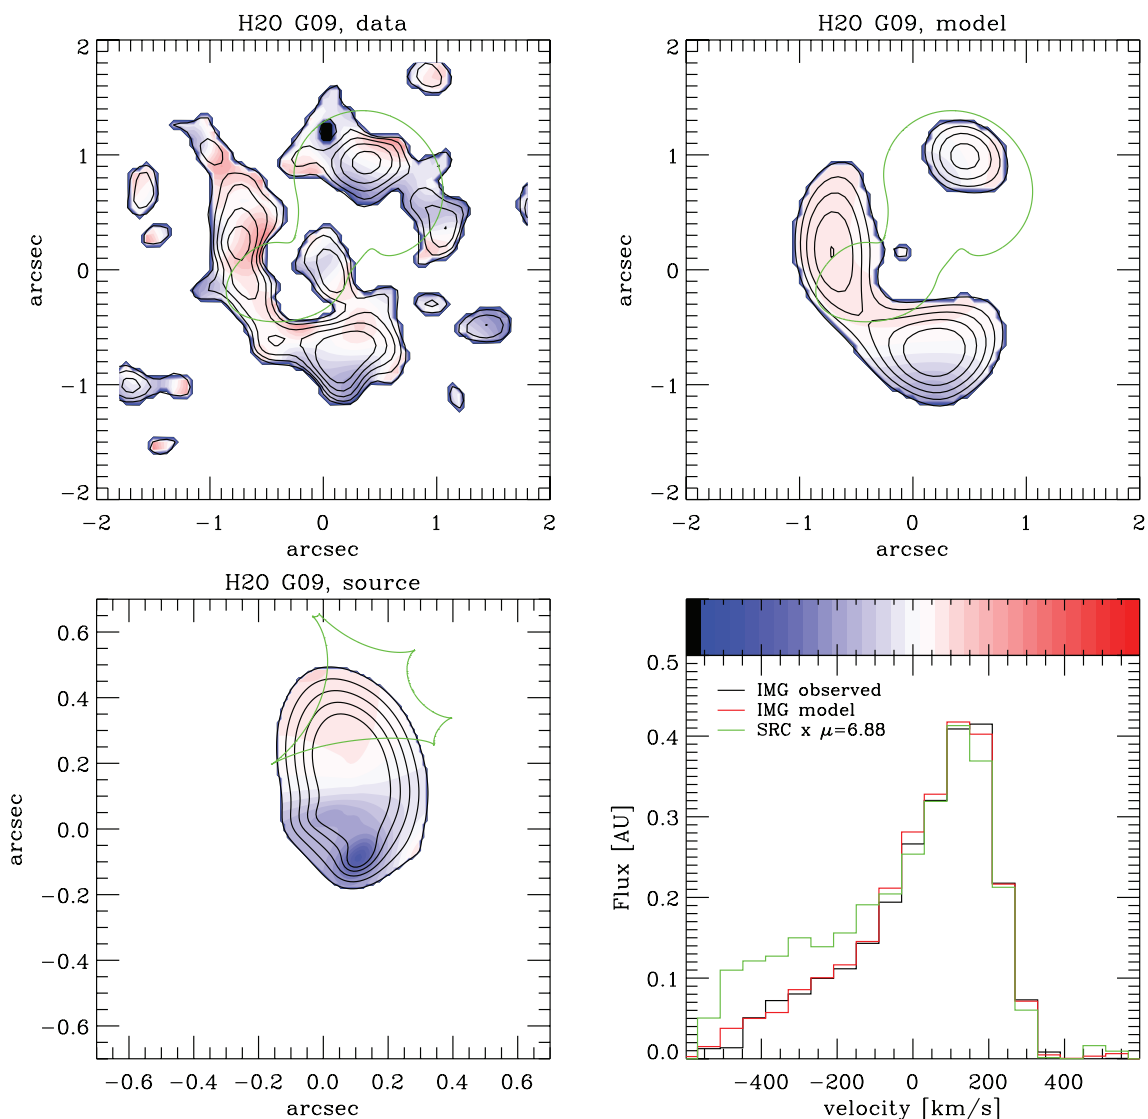 H2O G09, data
2
1
0
−1
−2
arcsec
−2 −1 0 1 2
arcsec
H2O G09, model
2
1
0
−1
−2
arcsec
−2 −1 0 1 2
arcsec
H2O G09, source
0.6
0.4
0.2
0.0
−0.2
−0.4
−0.6
arcsec
−0.6 −0.4 −0.2 0.0 0.2 0.4 0.6
arcsec
0.5
0.4
0.3
0.2
0.1
0.0
Flux [AU]
IMG observed
IMG model
SRC x μ=6.88
−400 −200 0 200 400
velocity [km/s]